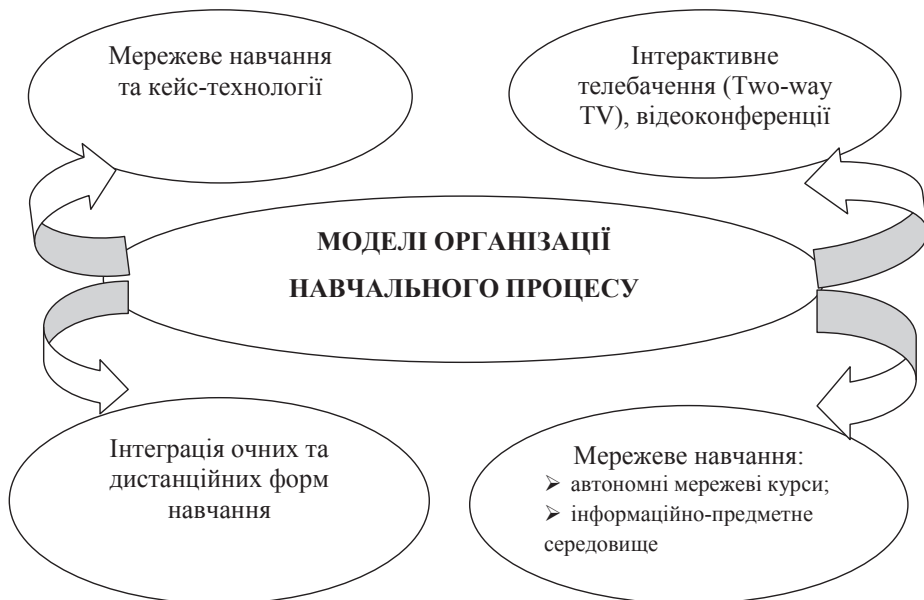 Мережеве навчання
та кейс-технології
Інтерактивне
телебачення (Two-way
TV), відеоконференції
МОДЕЛІ ОРГАНІЗАЦІЇ
НАВЧАЛЬНОГО ПРОЦЕСУ
Інтеграція очних та
дистанційних форм
навчання
Мережеве навчання:
➢ автономні мережеві курси;
➢ інформаційно-предметне
середовище